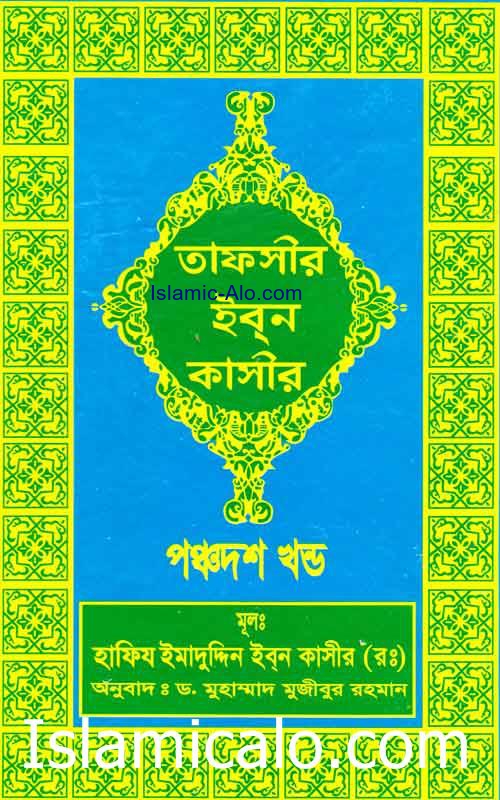 তাফসীর
Islamic-Alo.com
ইব্‌ন
কাসীর
পঞ্চদশ খন্ড
মূলঃ
হাফিয ইমাদুদ্দিন ইব্‌ন কাসীর (রঃ)
অনুবাদ ঃ ড. মুহাম্মাদ মুজীবুর রহমান
Islamicalo.com